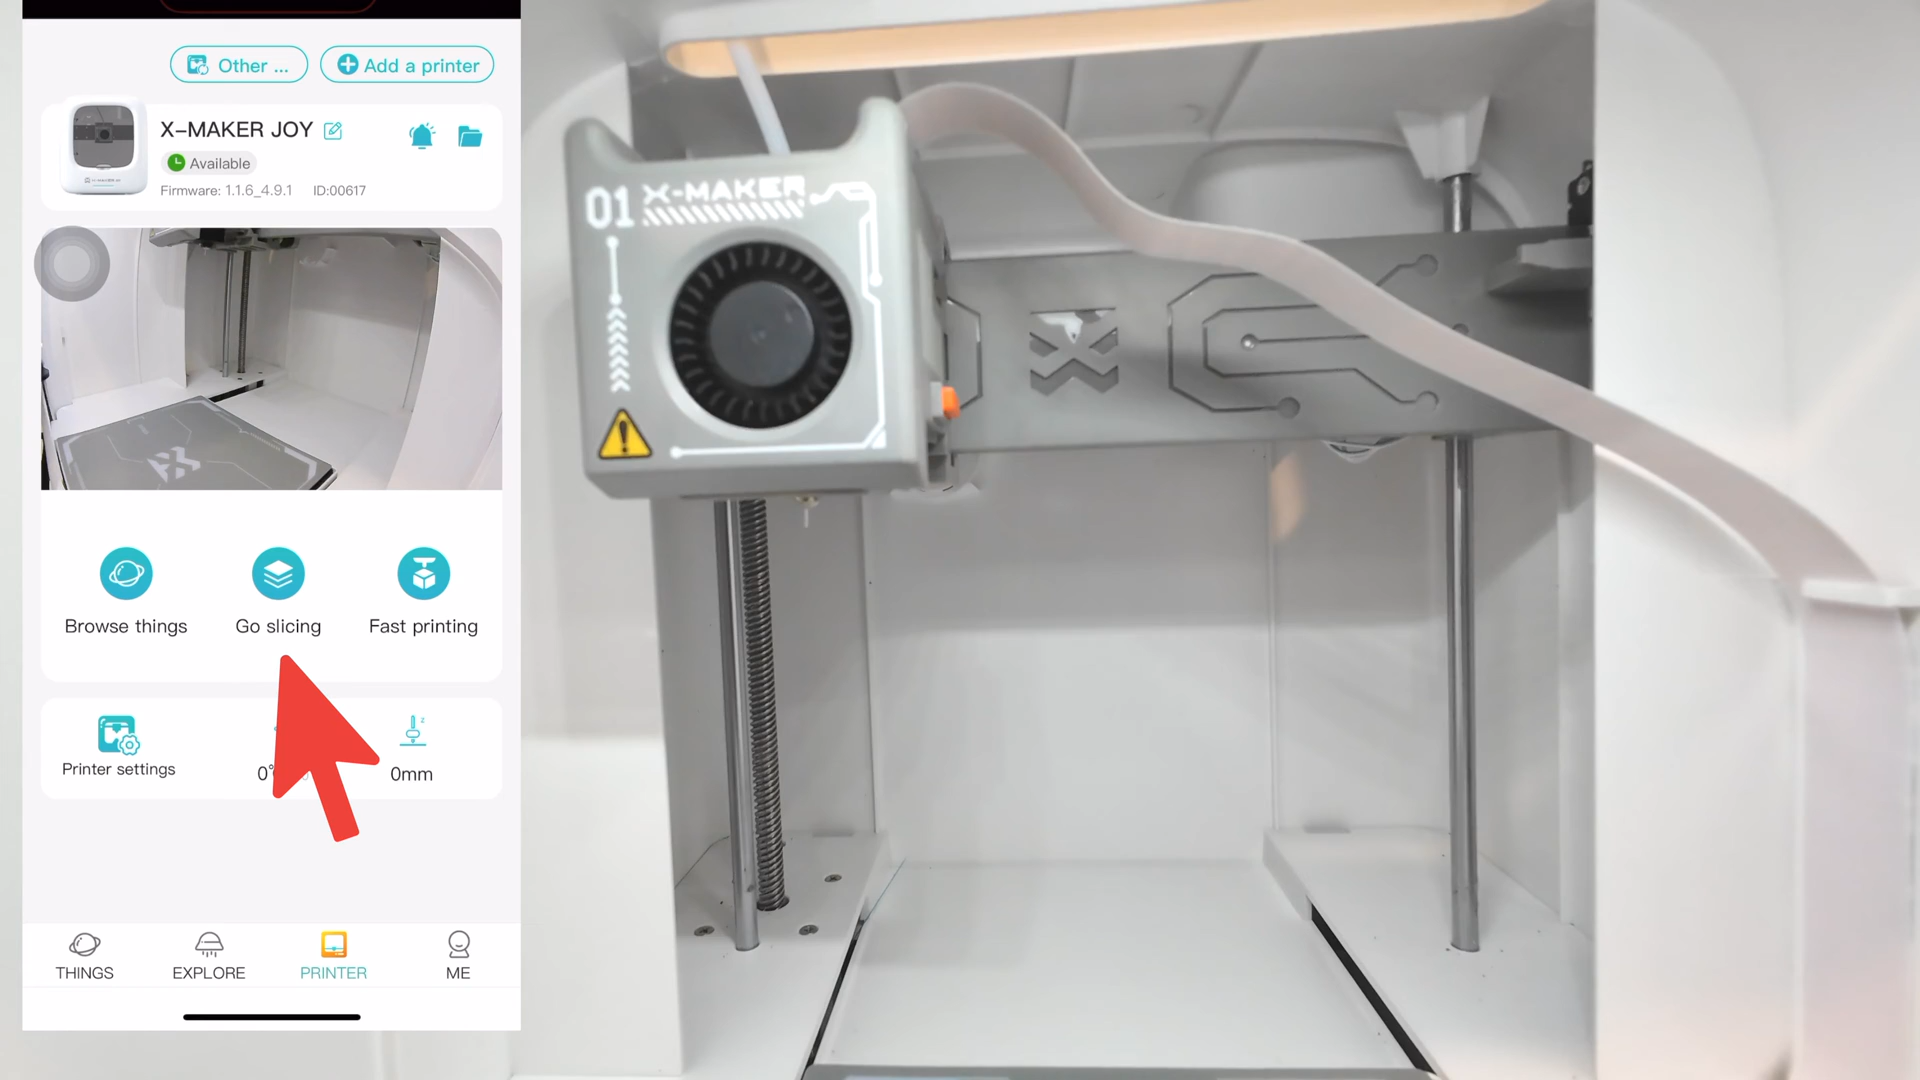 Other ...
Add a printer
X-MAKER JOY
Available
Firmware: 1.1.6_4.9.1 ID:00617
Browse things
Go slicing
Fast printing
Printer settings
0mm
THINGS
EXPLORE
PRINTER
ME
01 X-MAKER